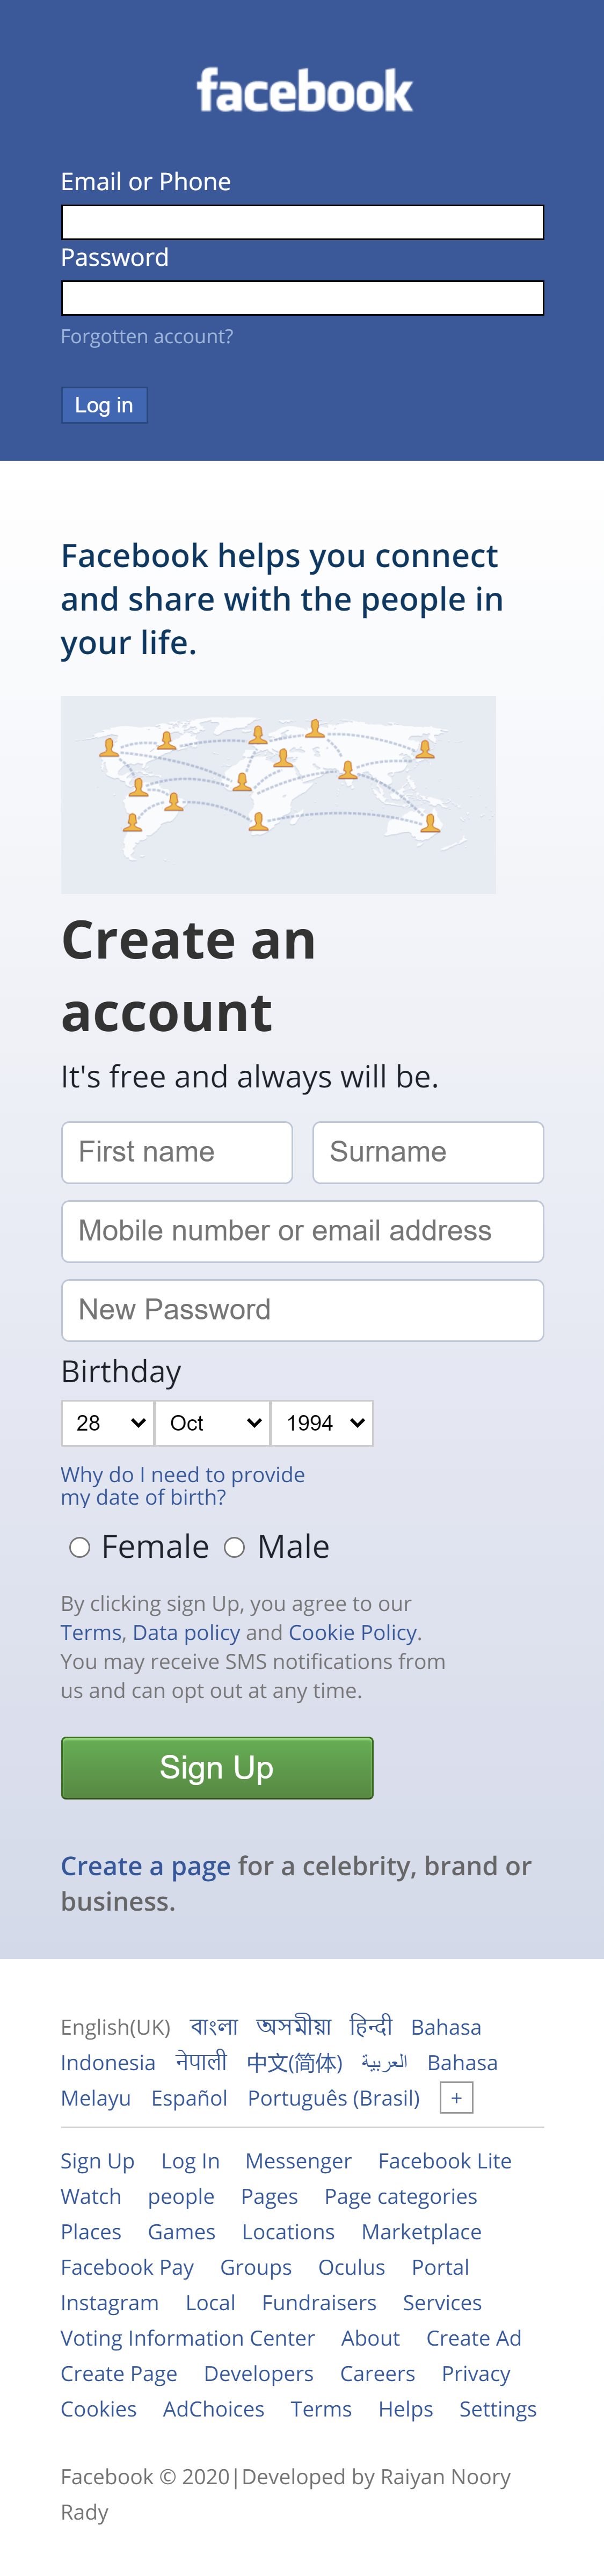 facebook
Email or Phone
Password
Forgotten account?
Log in
Facebook helps you connect
and share with the people in
your life.
Create an
account
It's free and always will be.
First name Surname
Mobile number or email address
New Password
Birthday
28 Oct 1994
Why do I need to provide
my date of birth?
Female Male
By clicking sign Up, you agree to our
Terms, Data policy and Cookie Policy.
You may receive SMS notifications from
us and can opt out at any time.
Sign Up
Create a page for a celebrity, brand or
business.
English(UK) বাংলা অসমীয়া हिन्दी Bahasa
Indonesia नेपाली 中文(简体) العربية Bahasa
Melayu Español Português (Brasil) +
Sign Up Log In Messenger Facebook Lite
Watch people Pages Page categories
Places Games Locations Marketplace
Facebook Pay Groups Oculus Portal
Instagram Local Fundraisers Services
Voting Information Center About Create Ad
Create Page Developers Careers Privacy
Cookies AdChoices Terms Helps Settings
Facebook © 2020|Developed by Raiyan Noory
Rady